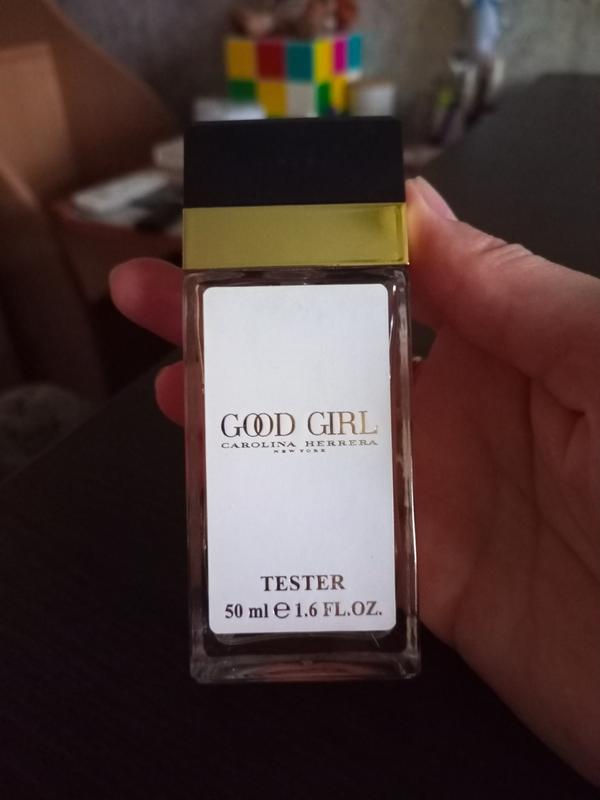 GOOD GIRL
CAROLINA HERRERA
NEW YORK
TESTER
50 ml ℮ 1.6 FL.OZ.